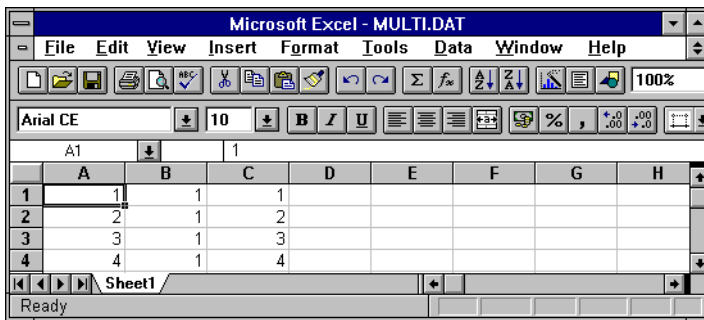 Microsoft Excel - MULTI.DAT
File Edit View Insert Format Tools Data Window Help
100%
Arial CE 10 B I U % ,
A1 1
A B C D E F G H
1 1 1 1
2 2 1 2
3 3 1 3
4 4 1 4
Sheet1
Ready